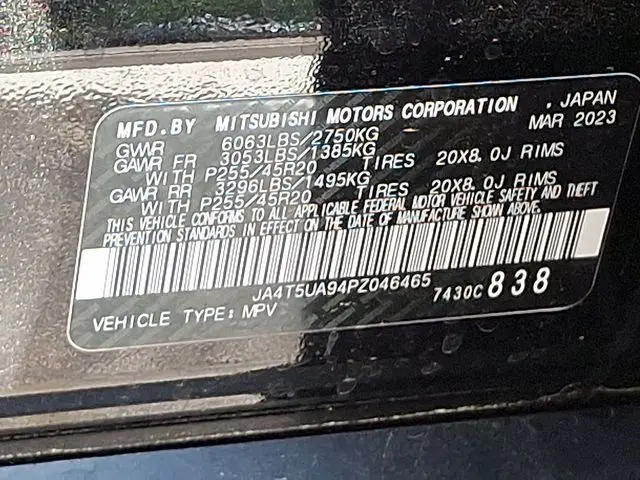 MFD.BY MITSUBISHI MOTORS CORPORATION , JAPAN
GVWR 6063LBS/2750KG MAR 2023
GAWR FR 3053LBS/1385KG
WITH P255/45R20 TIRES 20X8.0J RIMS
GAWR RR 3296LBS/1495KG
WITH P255/45R20 TIRES 20X8.0J RIMS
THIS VEHICLE CONFORMS TO ALL APPLICABLE FEDERAL MOTOR VEHICLE SAFETY AND THEFT
PREVENTION STANDARDS IN EFFECT ON THE DATE OF MANUFACTURE SHOWN ABOVE.
JA4T5UA94PZ046465 7430C 838
VEHICLE TYPE: MPV